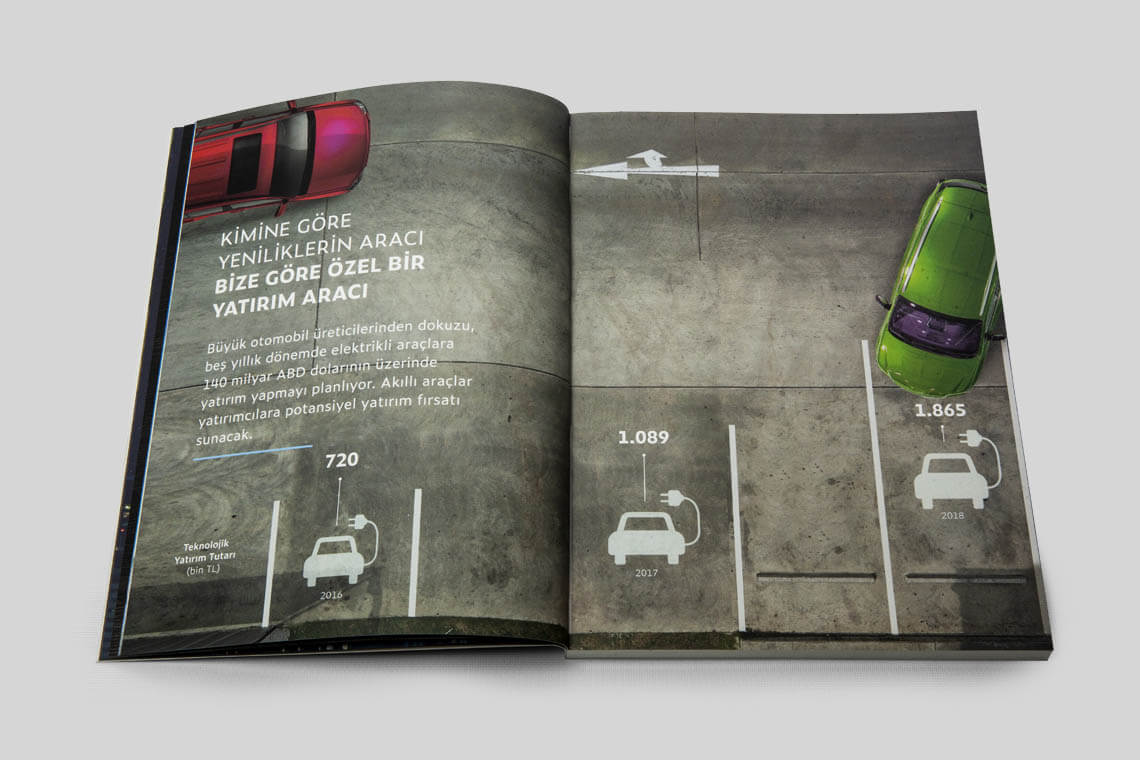 KİMİNE GÖRE
YENİLİKLERİN ARACI
BİZE GÖRE ÖZEL BİR
YATIRIM ARACI
Büyük otomobil üreticilerinden dokuzu,
beş yıllık dönemde elektrikli araçlara
140 milyar ABD dolarının üzerinde
yatırım yapmayı planlıyor. Akıllı araçlar
yatırımcılara potansiyel yatırım fırsatı
sunacak.
Teknolojik
Yatırım Tutarı
(bin TL)
720
2016
1.089
2017
1.865
2018